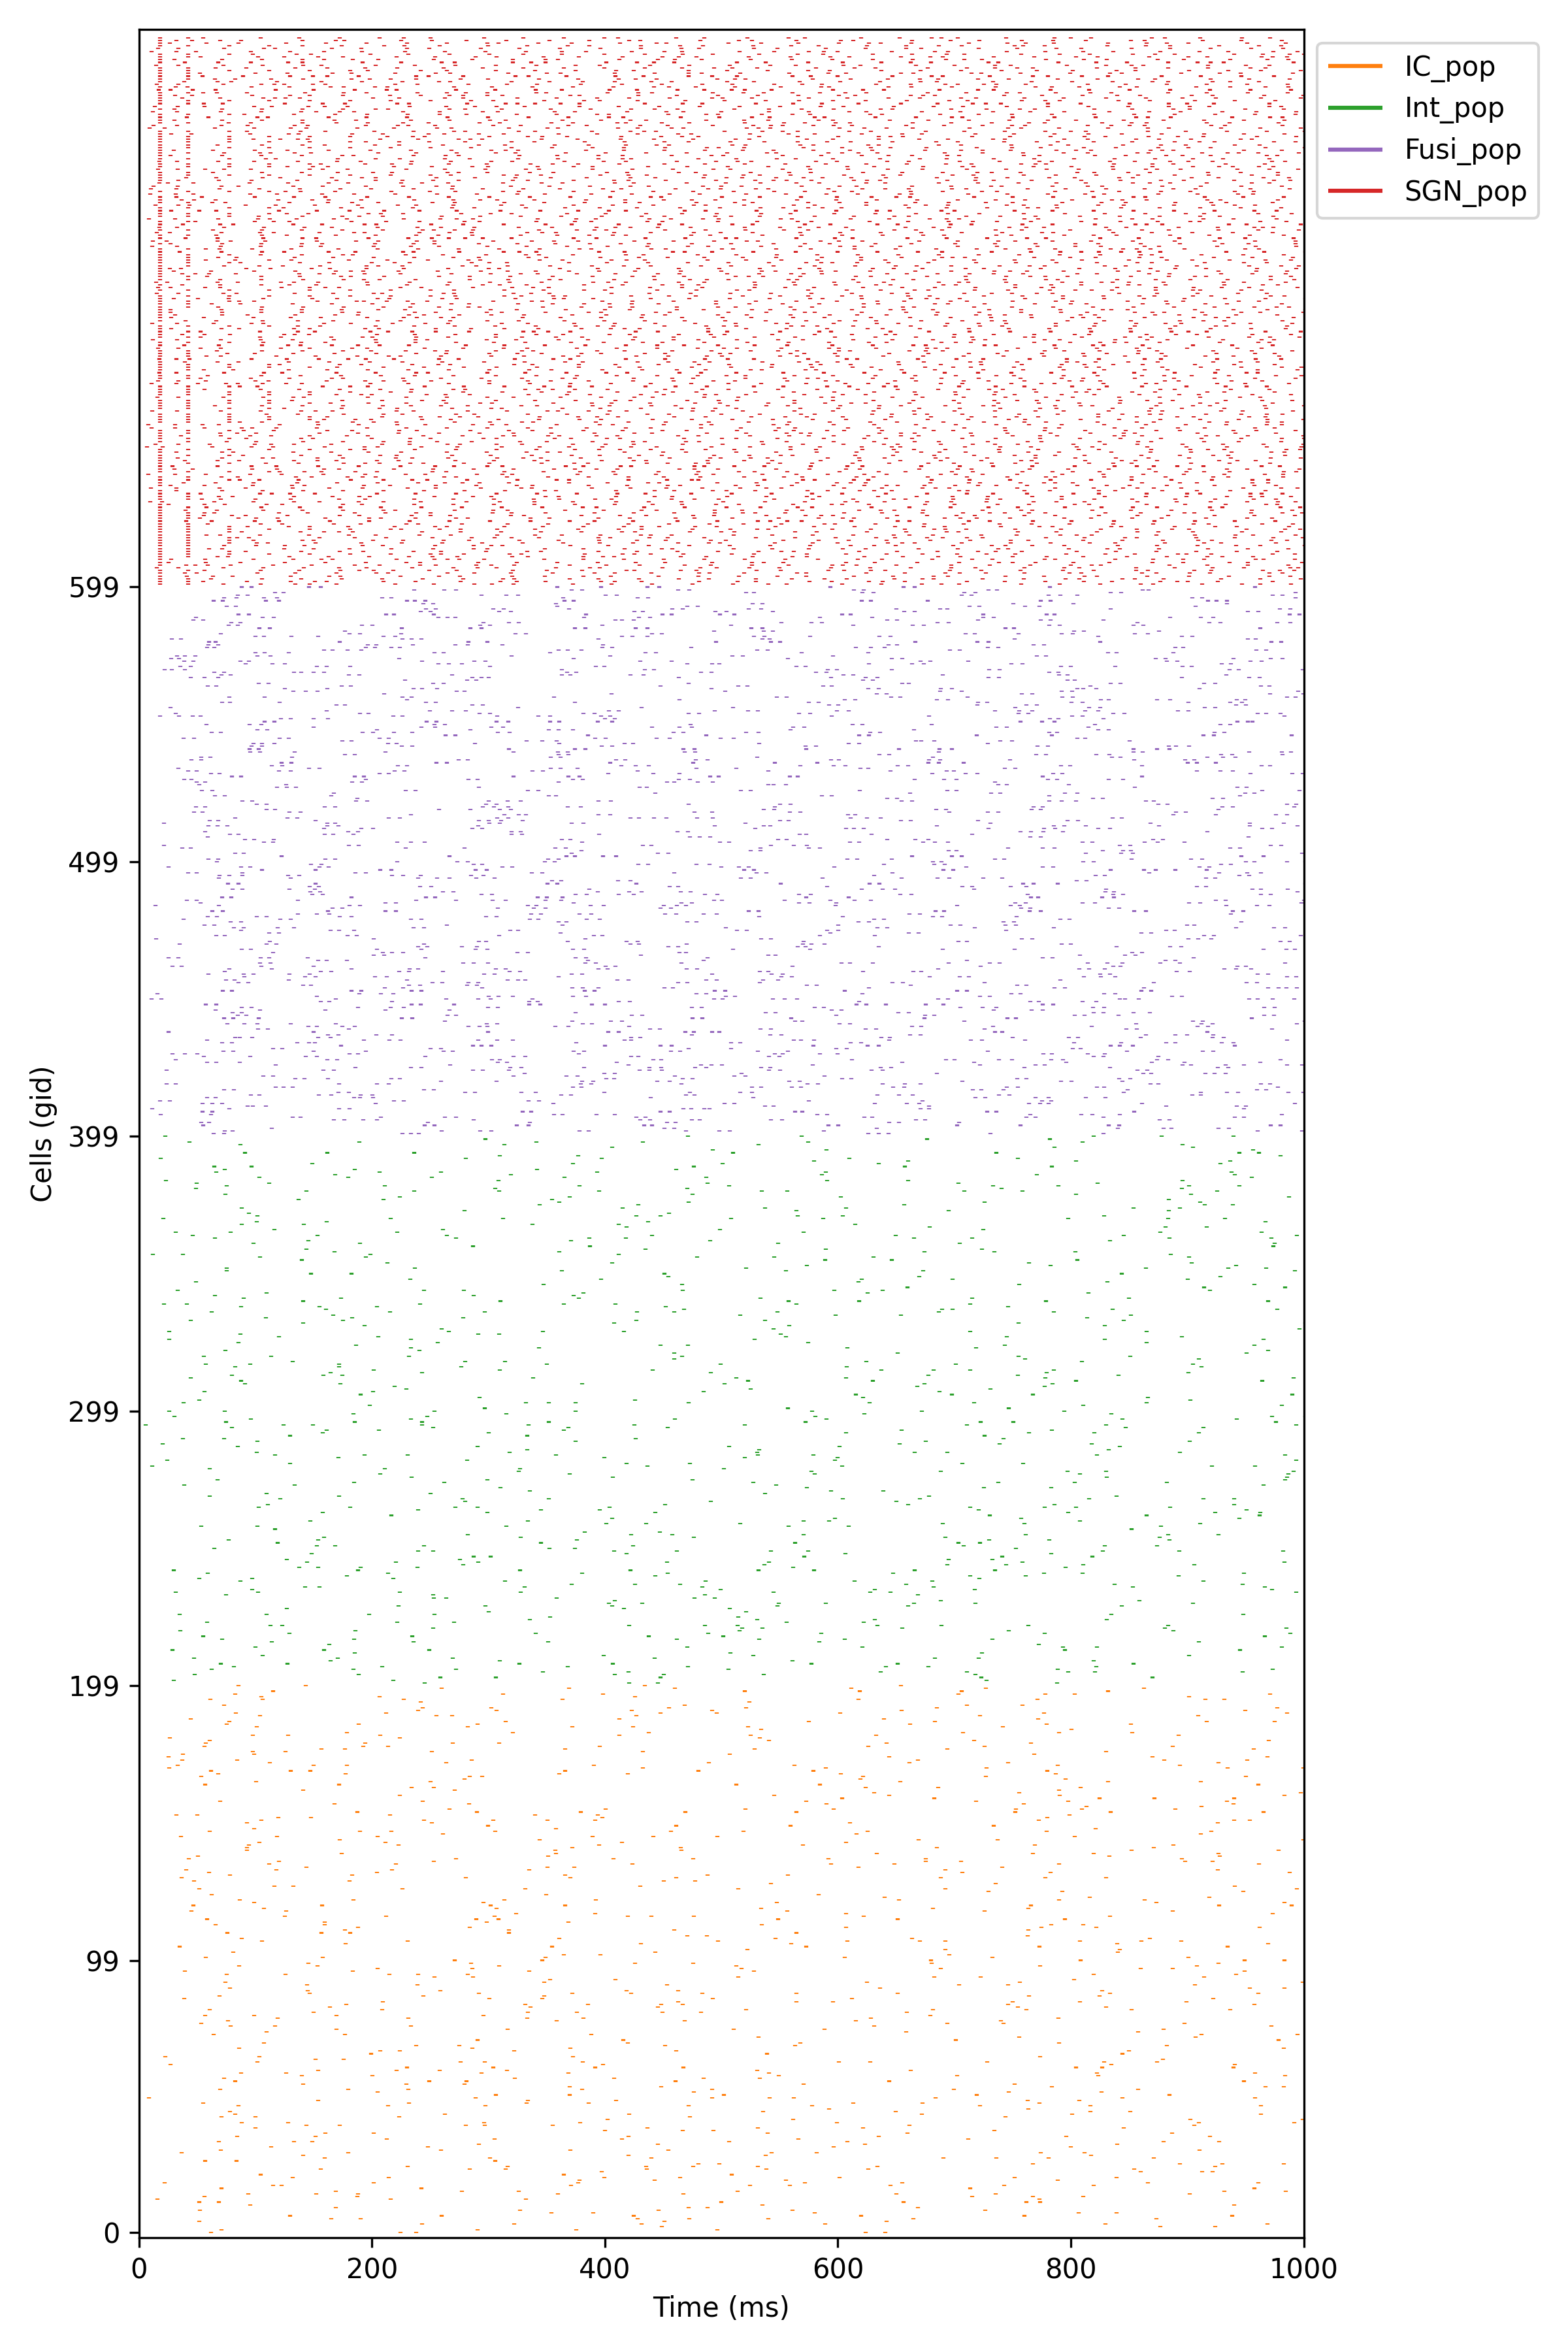 IC_pop
Int_pop
Fusi_pop
SGN_pop
599
499
399
299
199
99
0
Cells (gid)
0 200 400 600 800 1000
Time (ms)